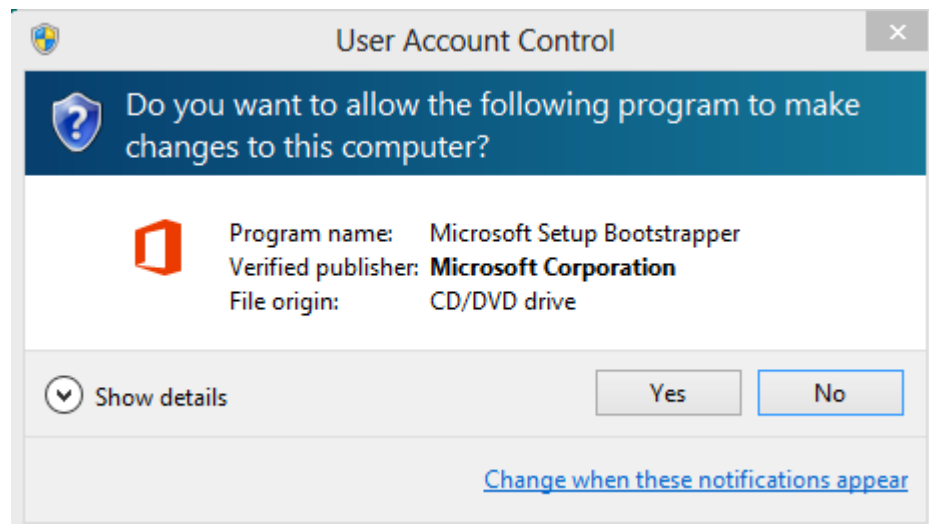 User Account Control
Do you want to allow the following program to make
changes to this computer?
Program name: Microsoft Setup Bootstrapper
Verified publisher: Microsoft Corporation
File origin: CD/DVD drive
Show details
Yes
No
Change when these notifications appear